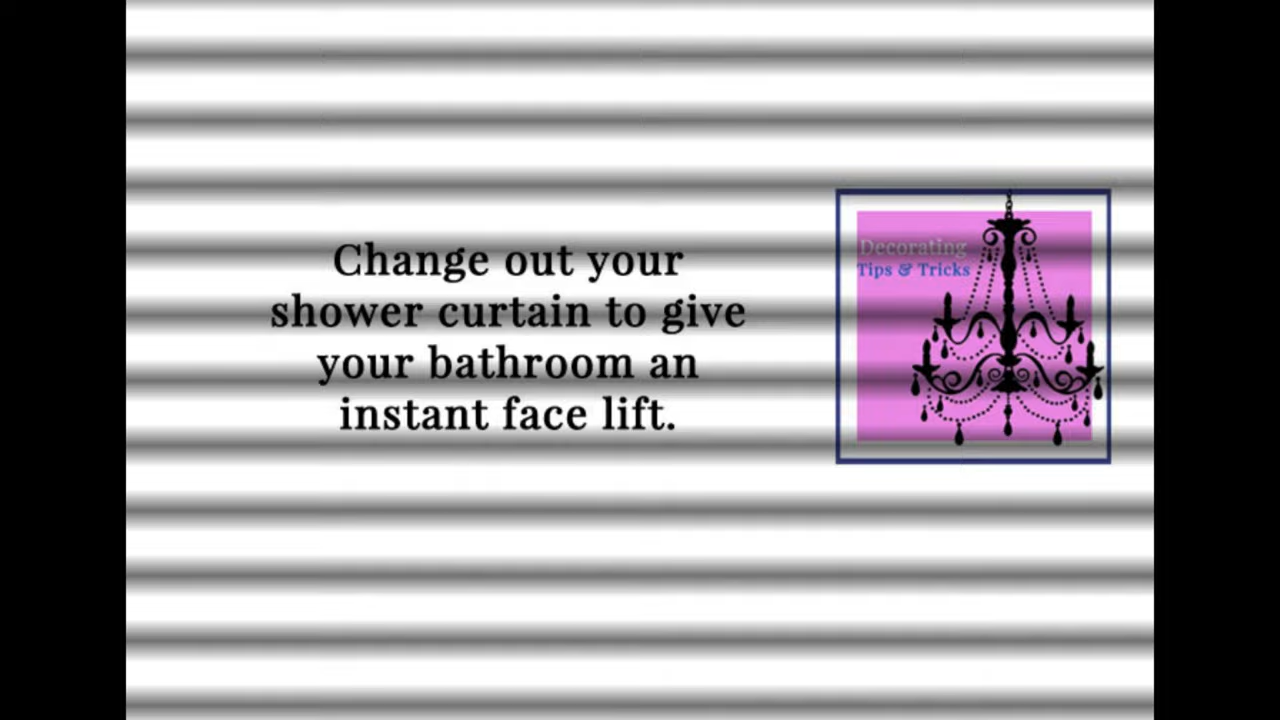 Change out your
shower curtain to give
your bathroom an
instant face lift.
Decorating
Tips & Tricks